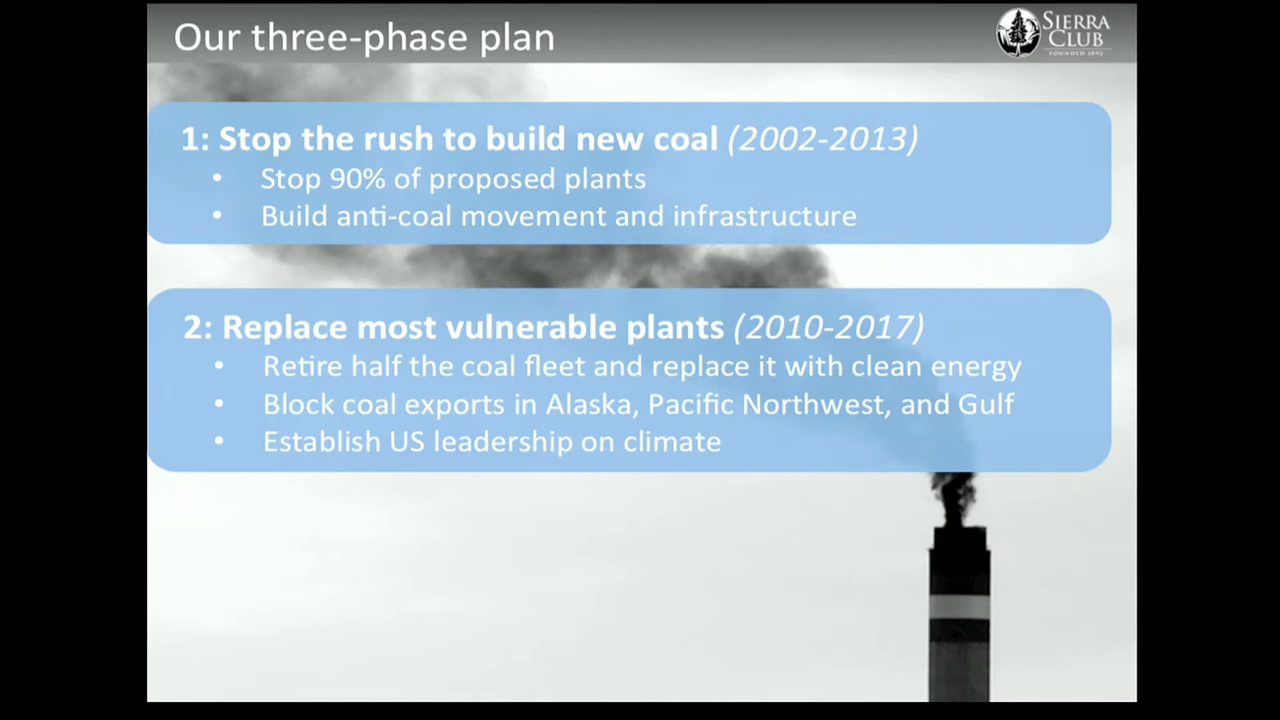 Our three-phase plan
SIERRA
CLUB
FOUNDED 1892
1: Stop the rush to build new coal (2002-2013)
• Stop 90% of proposed plants
• Build anti-coal movement and infrastructure
2: Replace most vulnerable plants (2010-2017)
• Retire half the coal fleet and replace it with clean energy
• Block coal exports in Alaska, Pacific Northwest, and Gulf
• Establish US leadership on climate